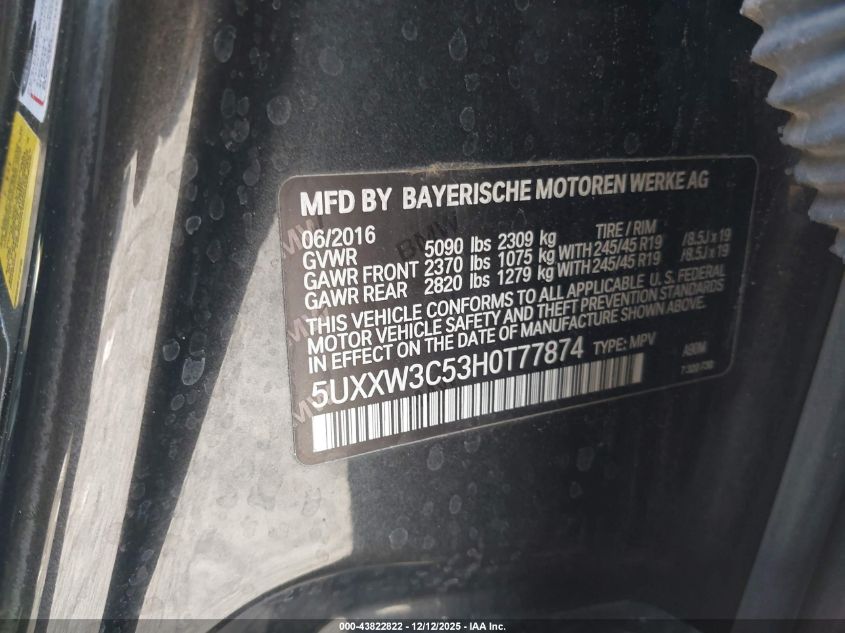 MFD BY BAYERISCHE MOTOREN WERKE AG
06/2016 TIRE / RIM
GVWR 5090 lbs 2309 kg
GAWR FRONT 2370 lbs 1075 kg WITH 245/45 R19 /8.5J x 19
GAWR REAR 2820 lbs 1279 kg WITH 245/45 R19 /8.5J x 19
THIS VEHICLE CONFORMS TO ALL APPLICABLE U. S. FEDERAL
MOTOR VEHICLE SAFETY AND THEFT PREVENTION STANDARDS
IN EFFECT ON THE DATE OF MANUFACTURE SHOWN ABOVE.
5UXXW3C53H0T77874 TYPE: MPV A90M
BMW
000-43822822 - 12/12/2025 - IAA Inc.